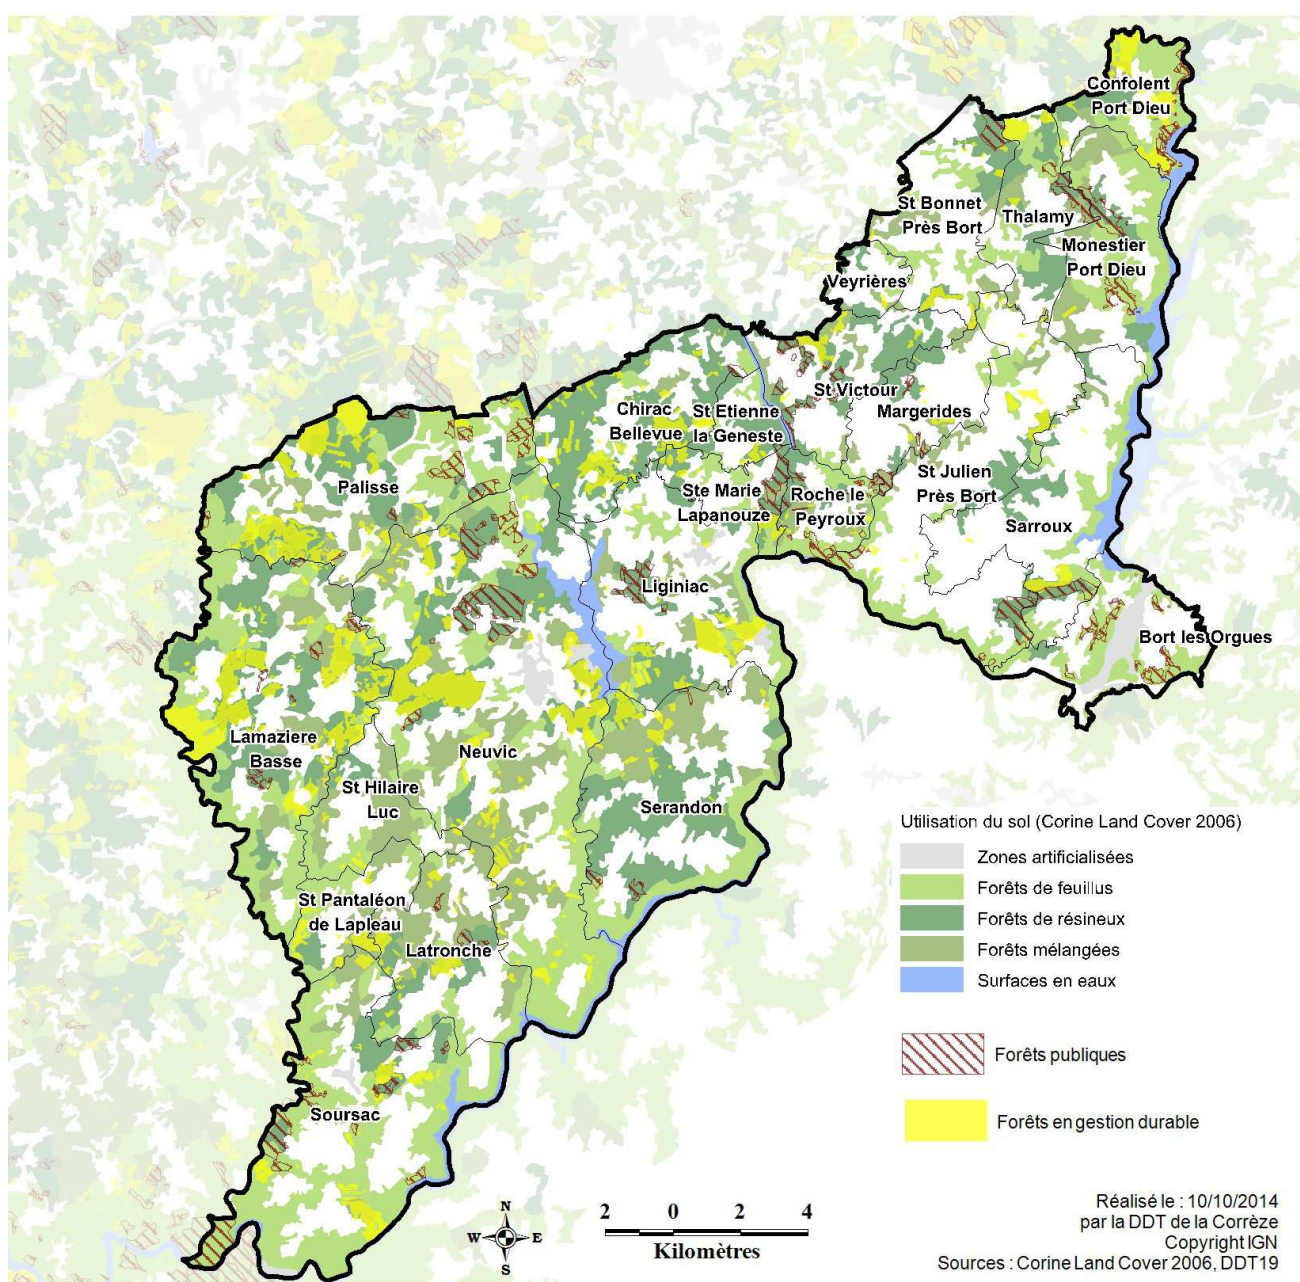 Confolent
Port Dieu
St Bonnet
Près Bort
Thalamy
Monestier
Port Dieu
Veyrières
St Victour
Margerides
Chirac
Bellevue
St Etienne
la Geneste
Palisse
Ste Marie
Lapanouze
Roche le
Peyroux
St Julien
Près Bort
Sarroux
Liginiac
Bort les Orgues
Lamaziere
Basse
Neuvic
St Hilaire
Luc
Serandon
St Pantaléon
de Lapleau
Latronche
Soursac
Utilisation du sol (Corine Land Cover 2006)
Zones artificialisées
Forêts de feuillus
Forêts de résineux
Forêts mélangées
Surfaces en eaux
Forêts publiques
Forêts en gestion durable
N
W E
S
2 0 2 4
Kilomètres
Réalisé le : 10/10/2014
par la DDT de la Corrèze
Copyright IGN
Sources : Corine Land Cover 2006, DDT19